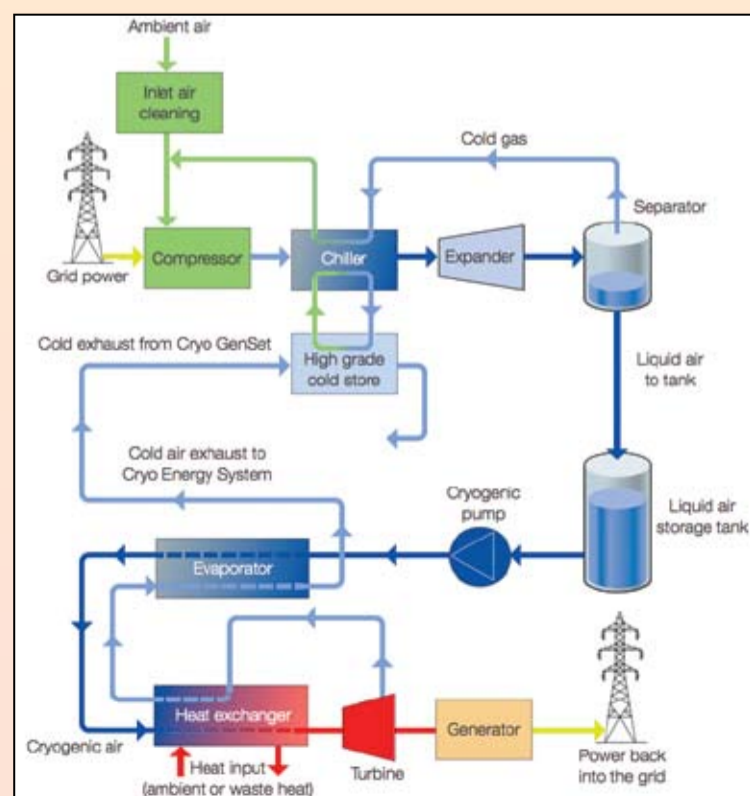 Ambient air
Inlet air
cleaning
Cold gas
Separator
Grid power
Compressor
Chiller
Expander
Cold exhaust from Cryo GenSet
High grade
cold store
Liquid air
to tank
Cold air exhaust to
Cryo Energy System
Cryogenic
pump
Liquid air
storage tank
Evaporator
Heat exchanger
Generator
Cryogenic air
Heat input
(ambient or waste heat)
Turbine
Power back
into the grid